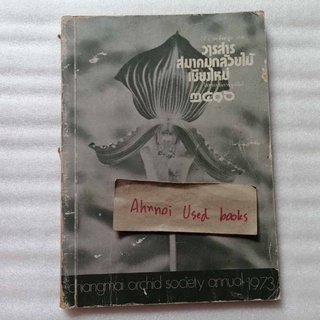 วารสาร
สมาคมกล้วยไม้
เชียงใหม่
๒๕๑๖
Ahnnoi Used books
chiangmai orchid society annual 1973